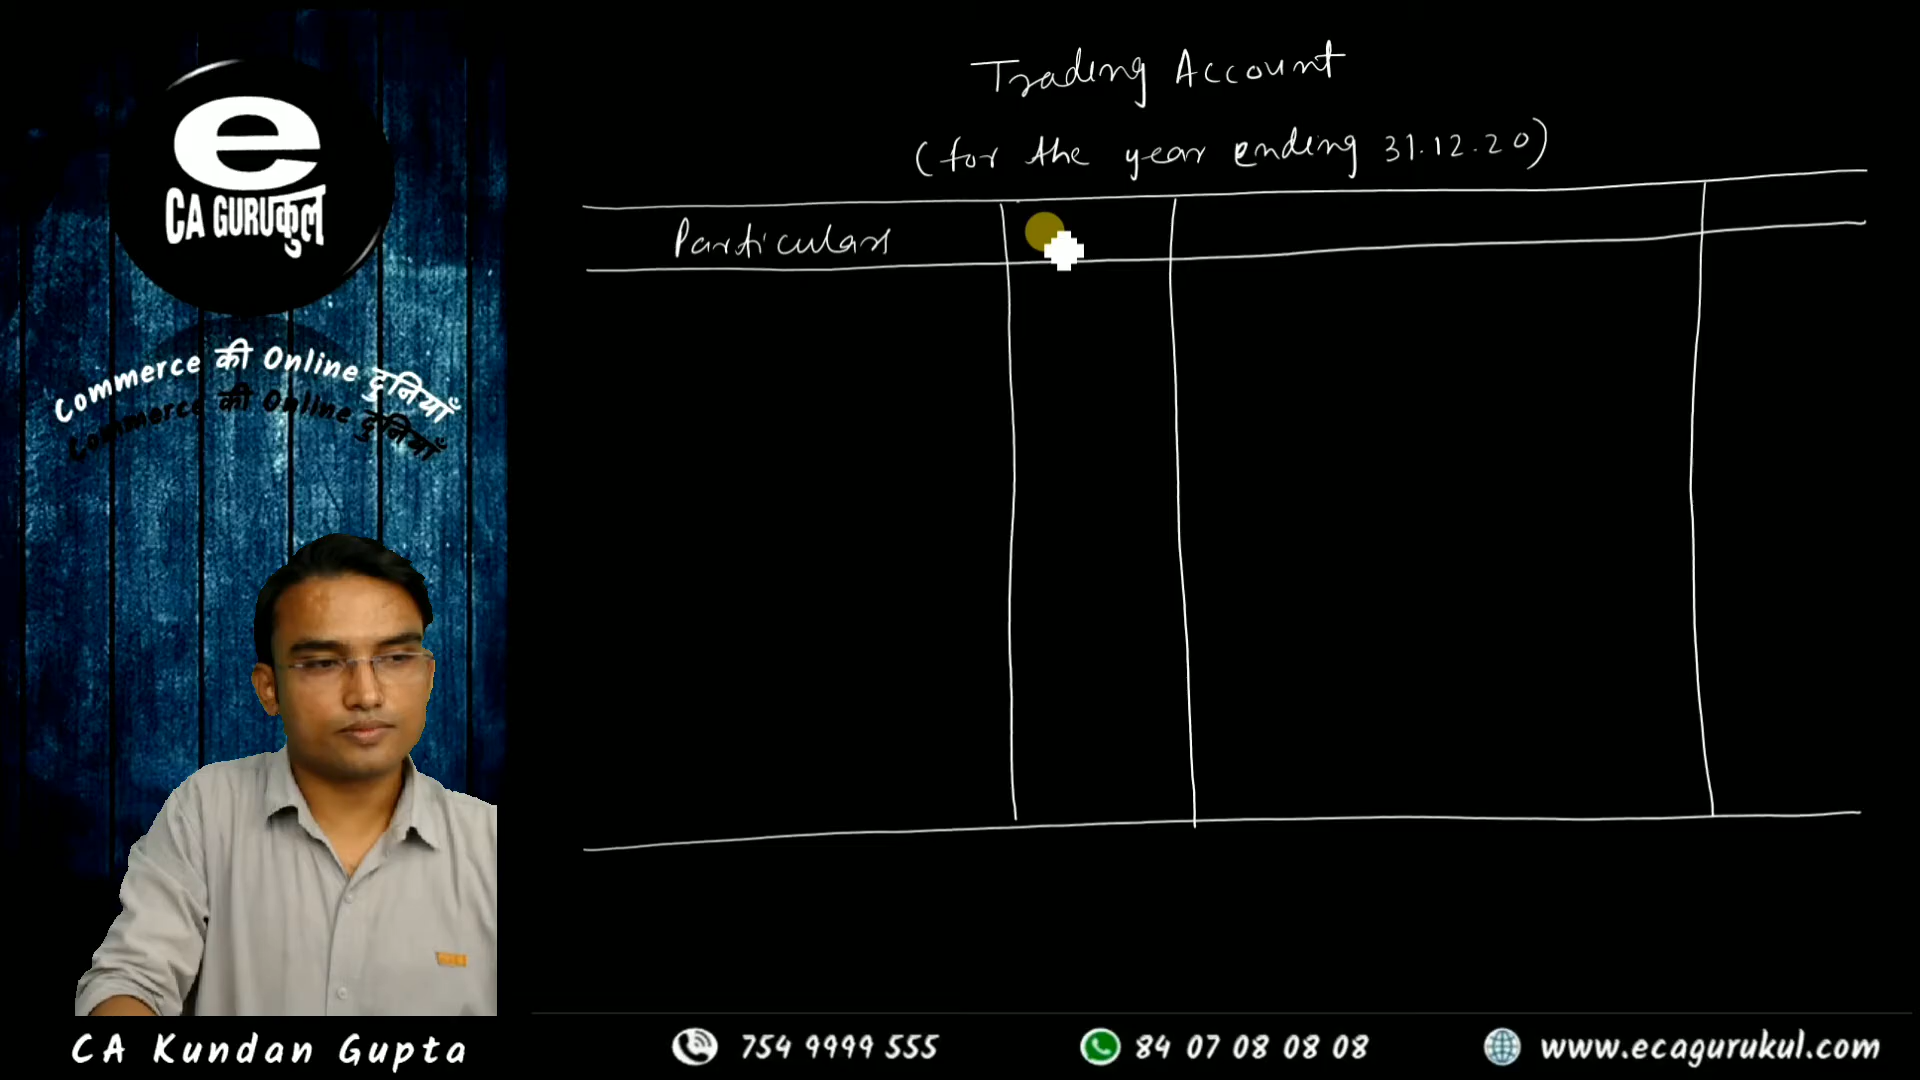 e
CA GURUकुल
Commerce की Online दुनियाँ
Commerce की Online दुनियाँ
Trading Account
(for the year ending 31.12.20)
Particulars
CA Kundan Gupta
754 9999 555
84 07 08 08 08
www.ecagurukul.com